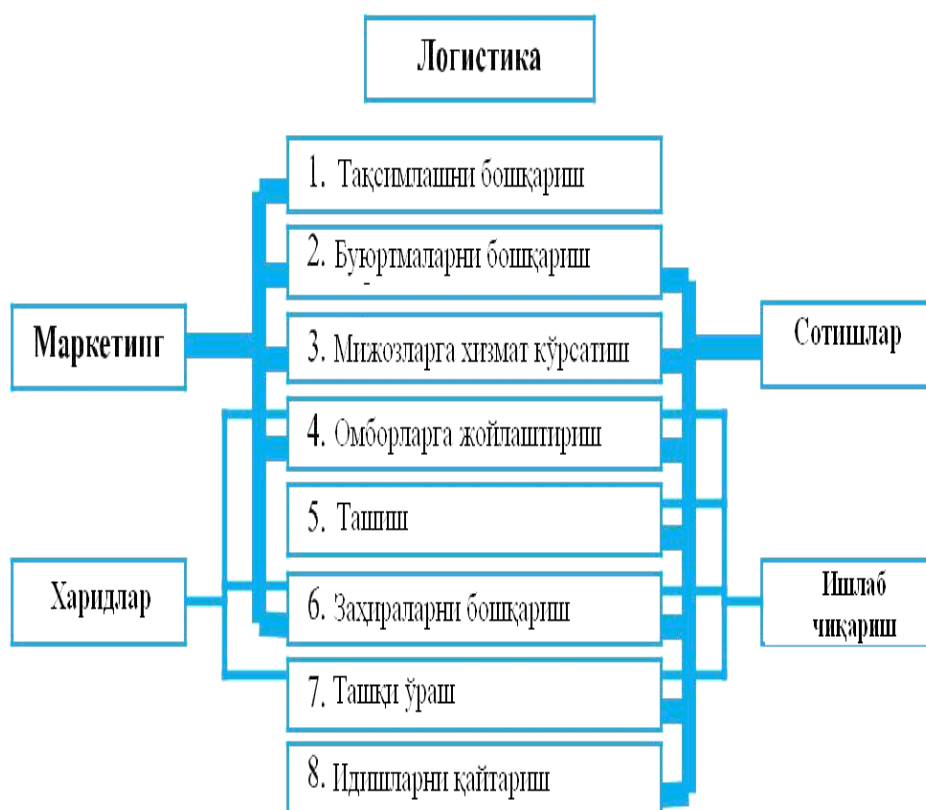 Логистика
1. Тақсимлашни бошқариш
2. Буюртмаларни бошқариш
Маркетинг
3. Мижозларга хизмат кўрсатиш
Сотишлар
4. Омборларга жойлаштириш
5. Ташиш
Харидлар
6. Заҳираларни бошқариш
Ишлаб
чиқариш
7. Ташқи ўраш
8. Идишларни қайтариш